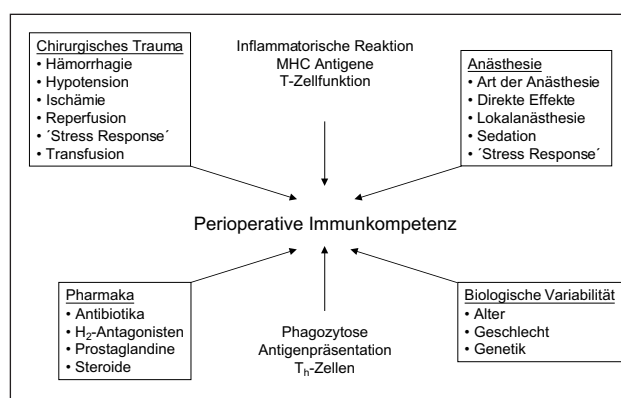 Chirurgisches Trauma
• Hämorrhagie
• Hypotension
• Ischämie
• Reperfusion
• ´Stress Response´
• Transfusion
Inflammatorische Reaktion
MHC Antigene
T-Zellfunktion
Anästhesie
• Art der Anästhesie
• Direkte Effekte
• Lokalanästhesie
• Sedation
• ´Stress Response´
Perioperative Immunkompetenz
Pharmaka
• Antibiotika
• H₂-Antagonisten
• Prostaglandine
• Steroide
Phagozytose
Antigenpräsentation
Tₕ-Zellen
Biologische Variabilität
• Alter
• Geschlecht
• Genetik